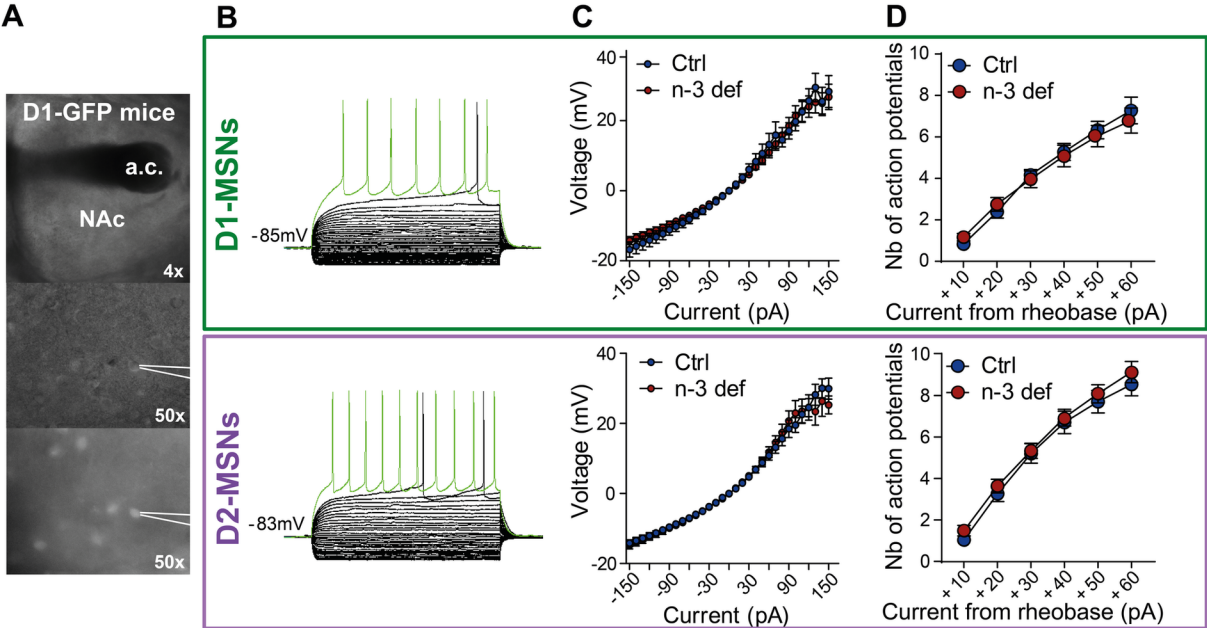 A
D1-GFP mice
a.c.
NAc
4x
50x
50x
B
D1-MSNs
-85mV
D2-MSNs
-83mV
C
40
20
0
-20
Voltage (mV)
Ctrl
n-3 def
-150
-90
-30
30
90
150
Current (pA)
40
20
0
-20
Voltage (mV)
Ctrl
n-3 def
-150
-90
-30
30
90
150
Current (pA)
D
10
8
6
4
2
0
Nb of action potentials
Ctrl
n-3 def
+10
+20
+30
+40
+50
+60
Current from rheobase (pA)
10
8
6
4
2
0
Nb of action potentials
Ctrl
n-3 def
+10
+20
+30
+40
+50
+60
Current from rheobase (pA)